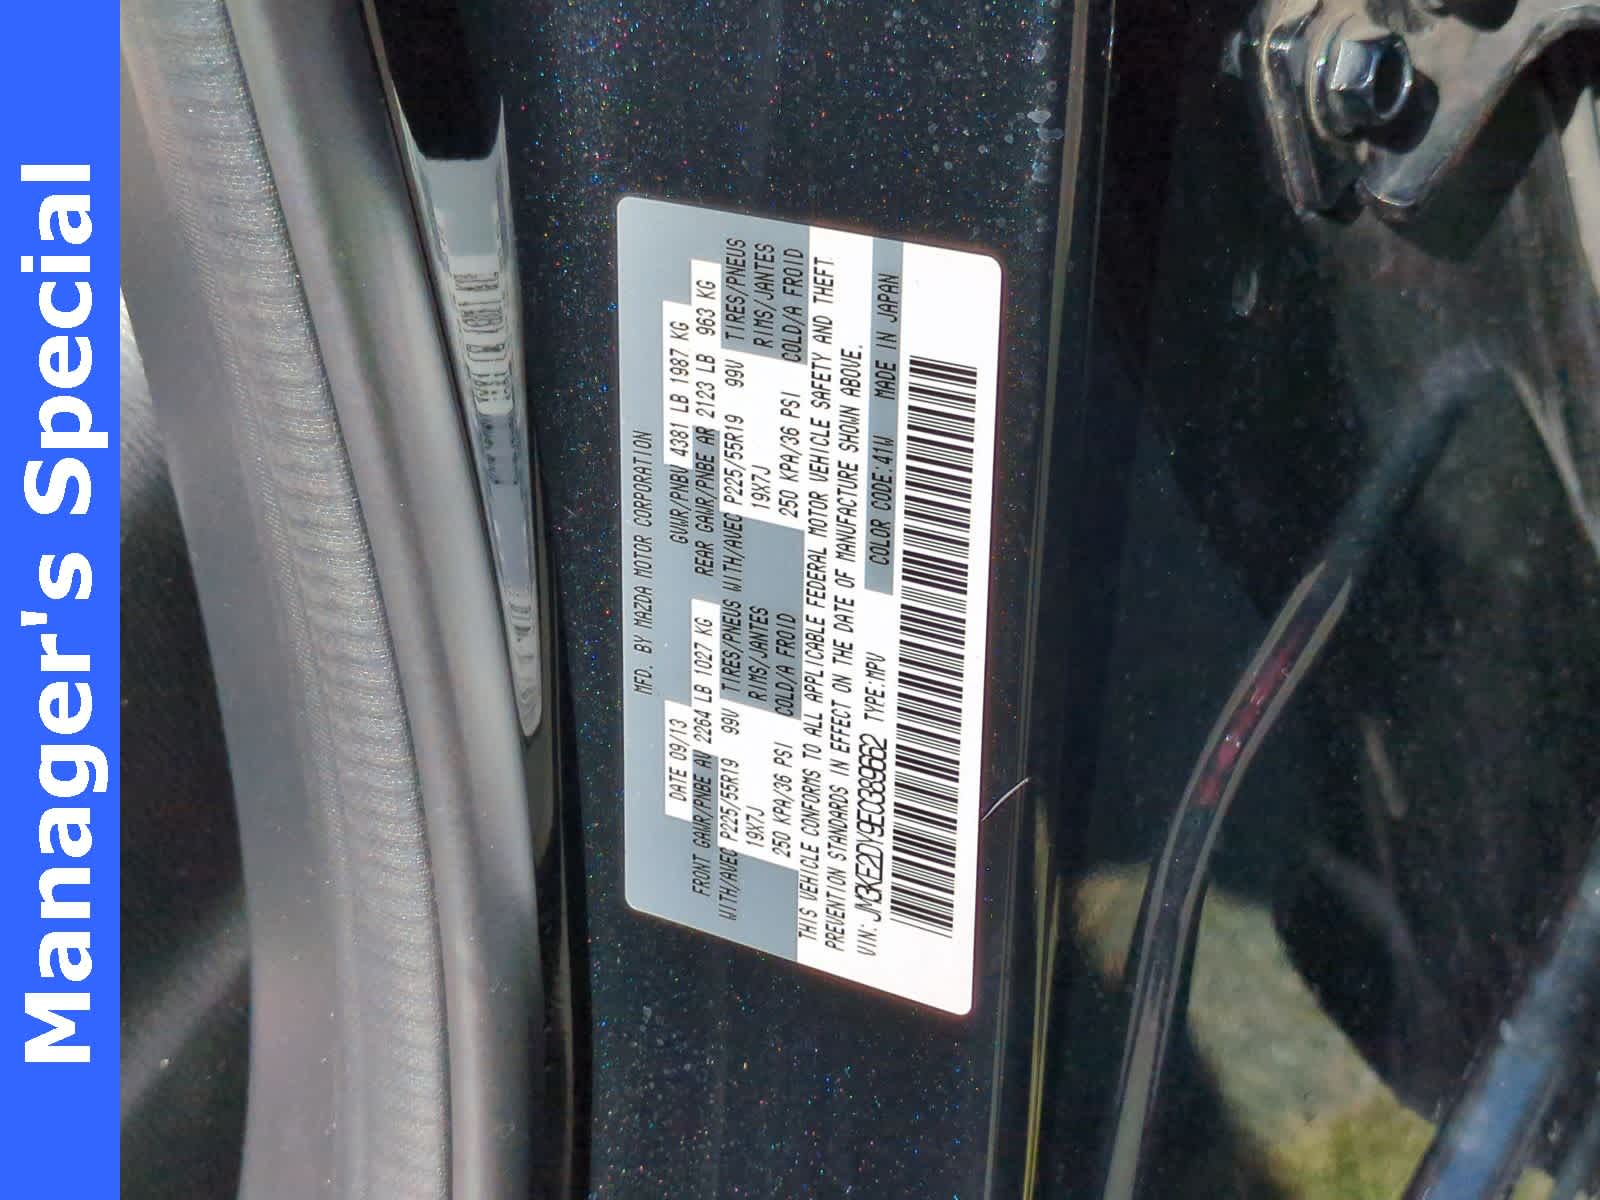 Manager's Special
MFD. BY MAZDA MOTOR CORPORATION
DATE 09/13 GVWR/PNBV 4381 LB 1987 KG
FRONT GAWR/PNBE AV 2264 LB 1027 KG REAR GAWR/PNBE AR 2123 LB 963 KG
WITH/AVEC P225/55R19 99V TIRES/PNEUS WITH/AVEC P225/55R19 99V TIRES/PNEUS
19X7J RIMS/JANTES 19X7J RIMS/JANTES
250 KPA/36 PSI COLD/A FROID 250 KPA/36 PSI COLD/A FROID
THIS VEHICLE CONFORMS TO ALL APPLICABLE FEDERAL MOTOR VEHICLE SAFETY AND THEFT
PREVENTION STANDARDS IN EFFECT ON THE DATE OF MANUFACTURE SHOWN ABOVE.
VIN: JM3KE2DY9E0389662 TYPE:MPV COLOR CODE:41W MADE IN JAPAN